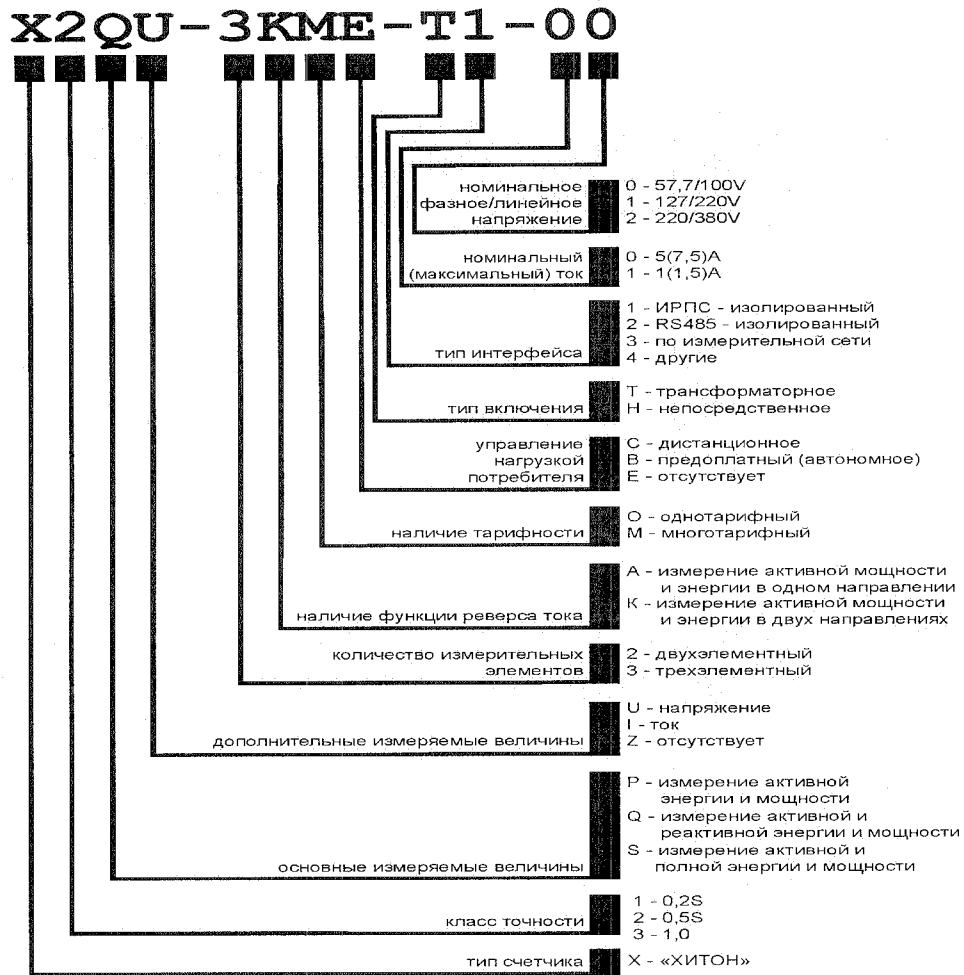 X2QU-3KME-T1-00
номинальное
фазное/линейное
напряжение
0 - 57,7/100V
1 - 127/220V
2 - 220/380V
номинальный
(максимальный) ток
0 - 5(7,5)A
1 - 1(1,5)A
тип интерфейса
1 - ИРПС - изолированный
2 - RS485 - изолированный
3 - по измерительной сети
4 - другие
тип включения
Т - трансформаторное
Н - непосредственное
управление
нагрузкой
потребителя
С - дистанционное
В - предоплатный (автономное)
Е - отсутствует
наличие тарифности
О - однотарифный
М - многотарифный
наличие функции реверса тока
А - измерение активной мощности
и энергии в одном направлении
К - измерение активной мощности
и энергии в двух направлениях
количество измерительных
элементов
2 - двухэлементный
3 - трехэлементный
дополнительные измеряемые величины
U - напряжение
I - ток
Z - отсутствует
основные измеряемые величины
P - измерение активной
энергии и мощности
Q - измерение активной и
реактивной энергии и мощности
S - измерение активной и
полной энергии и мощности
класс точности
1 - 0,2S
2 - 0,5S
3 - 1,0
тип счетчика
X - «ХИТОН»